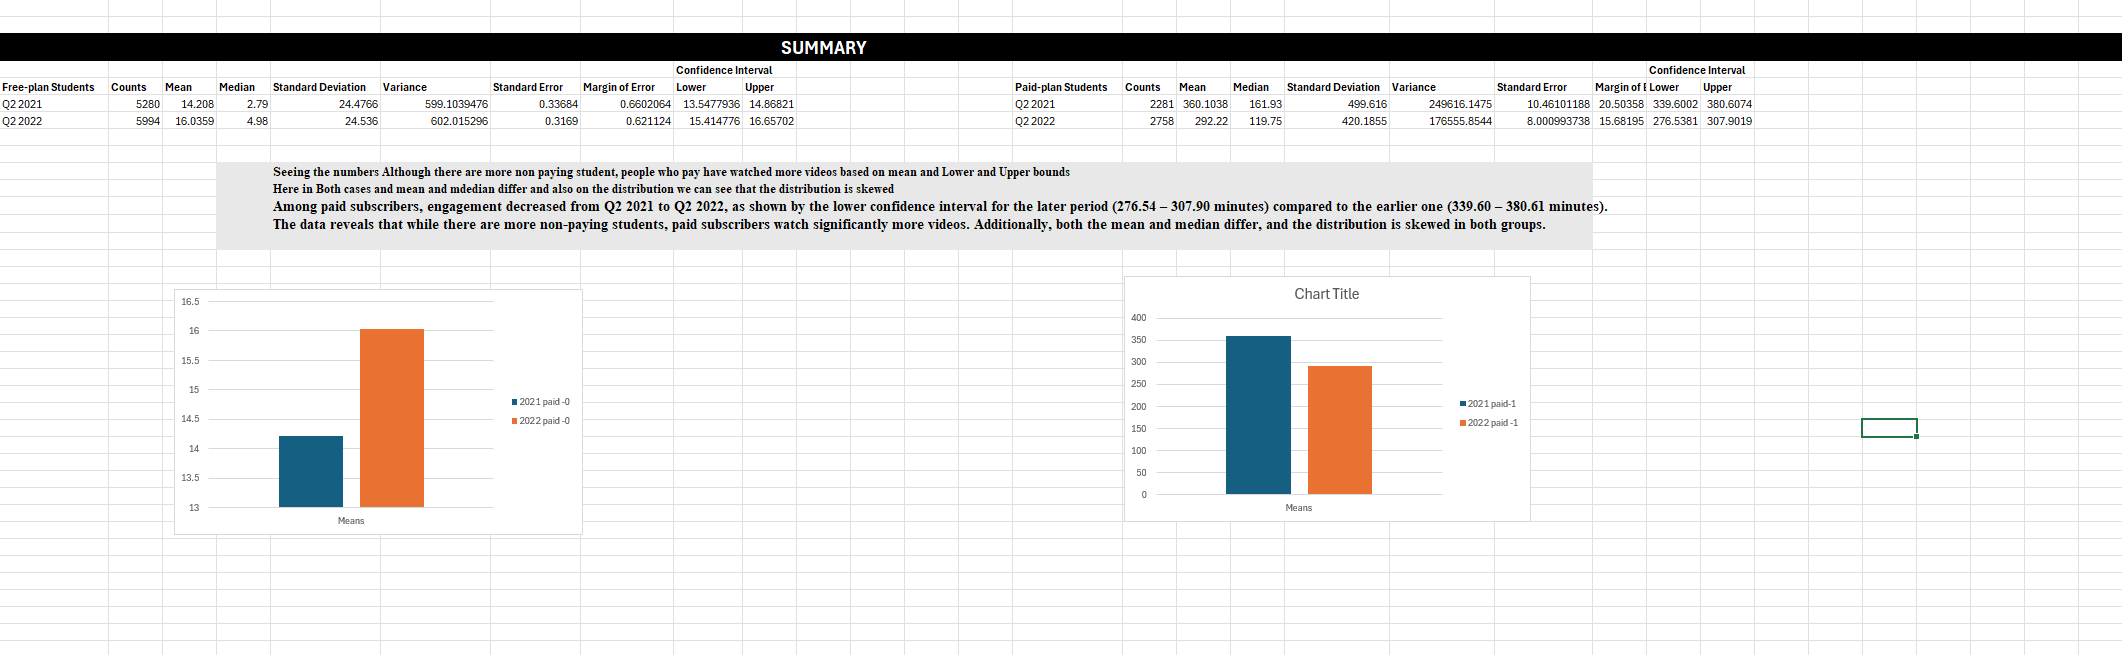 SUMMARY
Confidence Interval
Confidence Interval
Free-plan Students Counts Mean Median Standard Deviation Variance Standard Error Margin of Error Lower Upper
Paid-plan Students Counts Mean Median Standard Deviation Variance Standard Error Margin of E Lower Upper
Q2 2021 5280 14.208 2.79 24.4766 599.1039476 0.33684 0.6602064 13.5477936 14.86821
Q2 2021 2281 360.1038 161.93 499.616 249616.1475 10.46101188 20.50358 339.6002 380.6074
Q2 2022 5994 16.0359 4.98 24.536 602.015296 0.3169 0.621124 15.414776 16.65702
Q2 2022 2758 292.22 119.75 420.1855 176555.8544 8.000993738 15.68195 276.5381 307.9019
Seeing the numbers Although there are more non paying student, people who pay have watched more videos based on mean and Lower and Upper bounds
Here in Both cases and mean and mdedian differ and also on the distribution we can see that the distribution is skewed
Among paid subscribers, engagement decreased from Q2 2021 to Q2 2022, as shown by the lower confidence interval for the later period (276.54 – 307.90 minutes) compared to the earlier one (339.60 – 380.61 minutes).
The data reveals that while there are more non-paying students, paid subscribers watch significantly more videos. Additionally, both the mean and median differ, and the distribution is skewed in both groups.
16.5
16
15.5
15
14.5
14
13.5
13
Means
2021 paid -0
2022 paid -0
Chart Title
400
350
300
250
200
150
100
50
0
Means
2021 paid-1
2022 paid -1